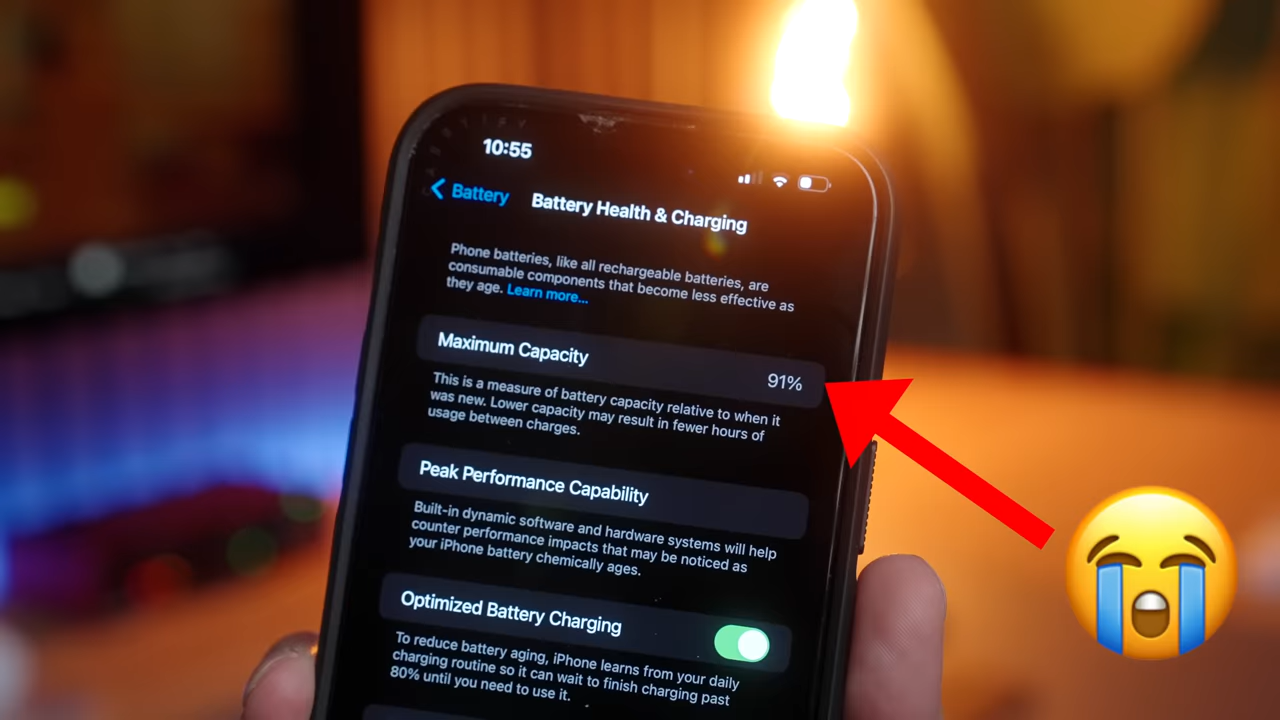 10:55
Battery
Battery Health & Charging
Phone batteries, like all rechargeable batteries, are
consumable components that become less effective as
they age. Learn more...
Maximum Capacity
91%
This is a measure of battery capacity relative to when it
was new. Lower capacity may result in fewer hours of
usage between charges.
Peak Performance Capability
Built-in dynamic software and hardware systems will help
counter performance impacts that may be noticed as
your iPhone battery chemically ages.
Optimized Battery Charging
To reduce battery aging, iPhone learns from your daily
charging routine so it can wait to finish charging past
80% until you need to use it.